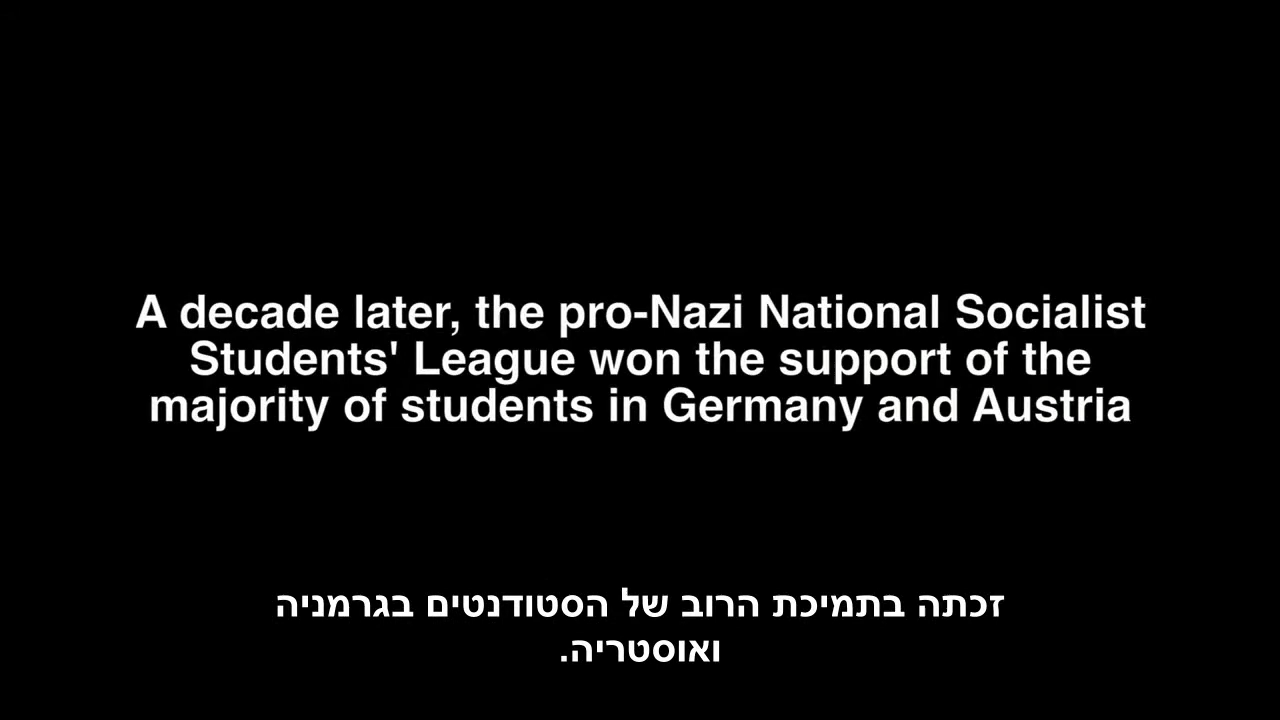 A decade later, the pro-Nazi National Socialist
Students' League won the support of the
majority of students in Germany and Austria
זכתה בתמיכת הרוב של הסטודנטים בגרמניה
ואוסטריה.